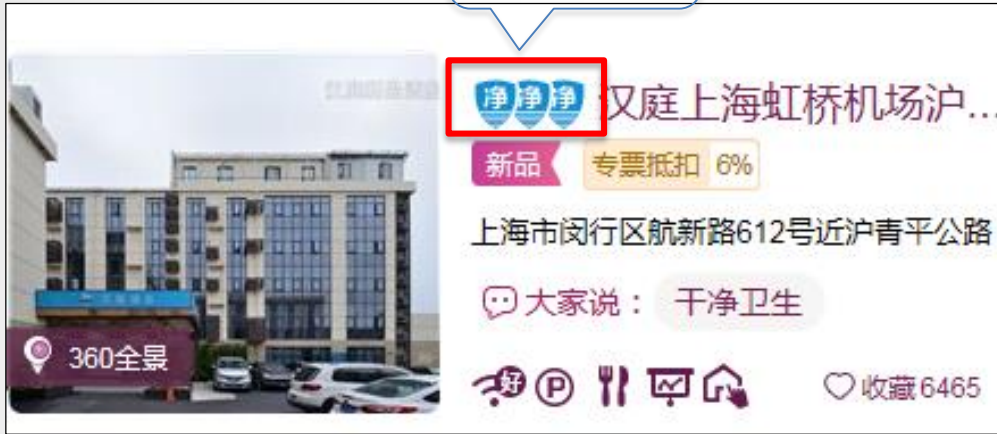 净净净 汉庭上海虹桥机场沪...
新品 专票抵扣 6%
上海市闵行区航新路612号近沪青平公路
大家说： 干净卫生
360全景
好 P 收藏6465